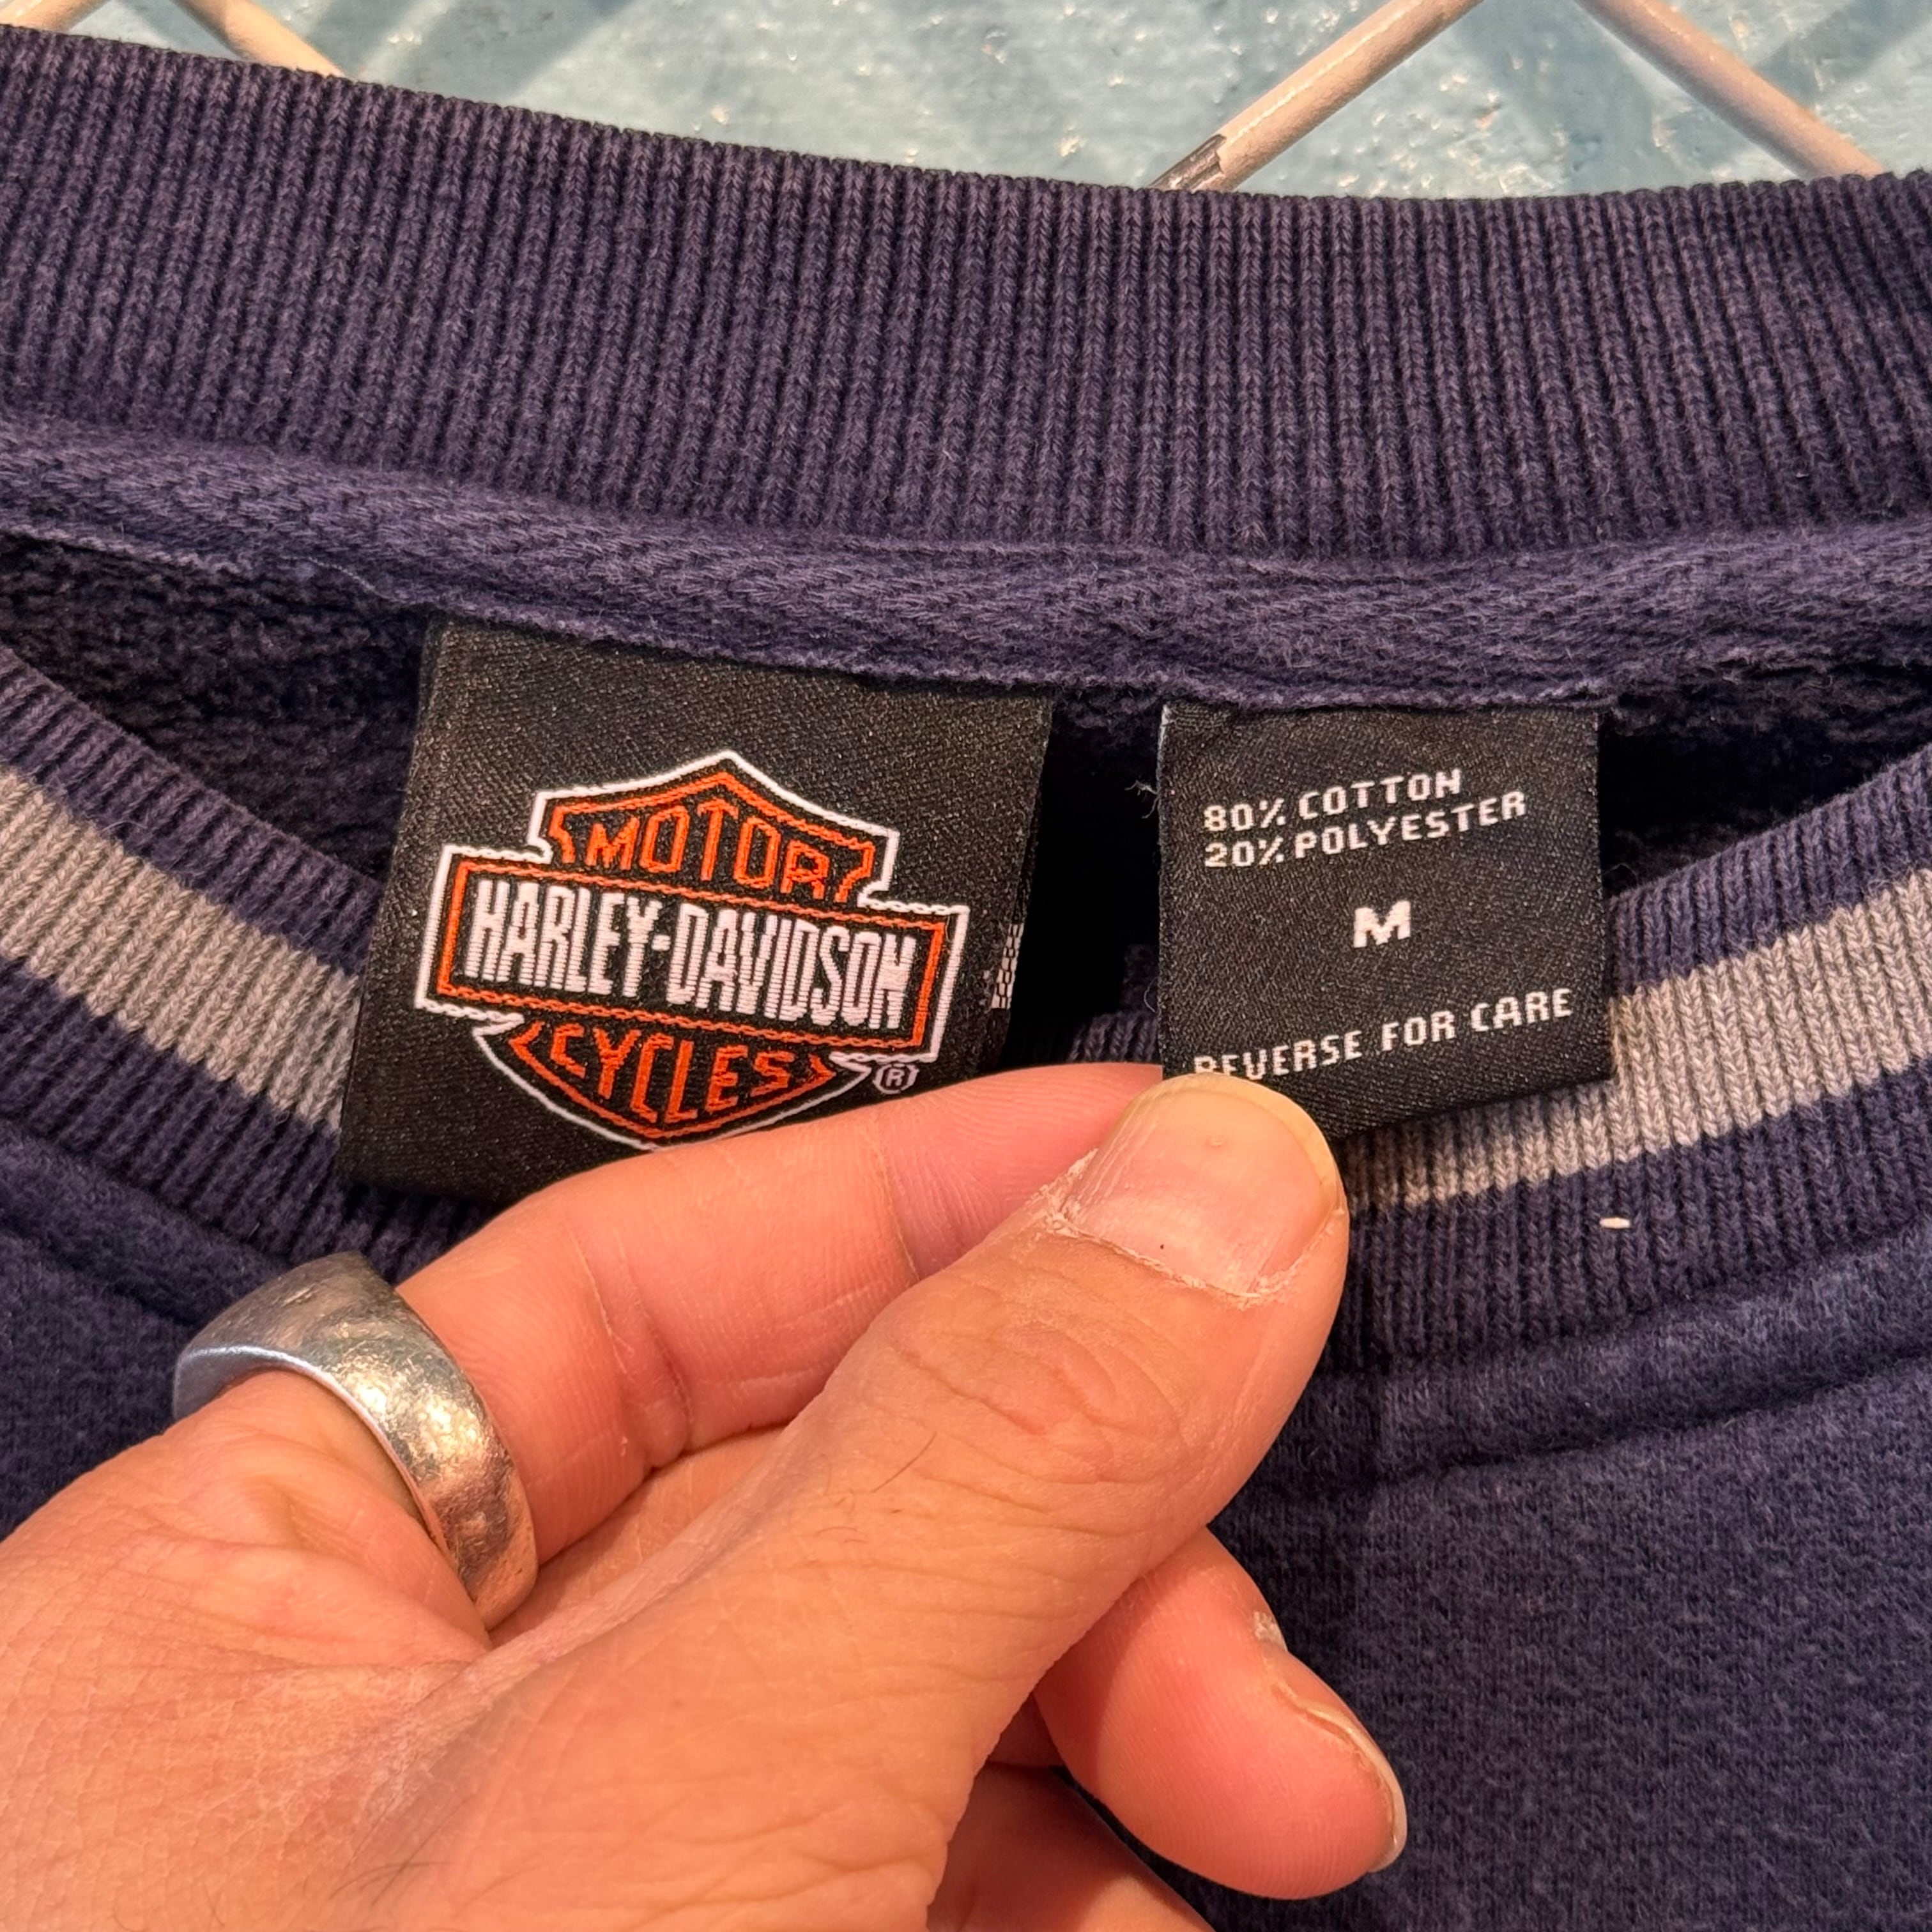 MOTOR
HARLEY-DAVIDSON
CYCLES
®
80% COTTON
20% POLYESTER
M
REVERSE FOR CARE